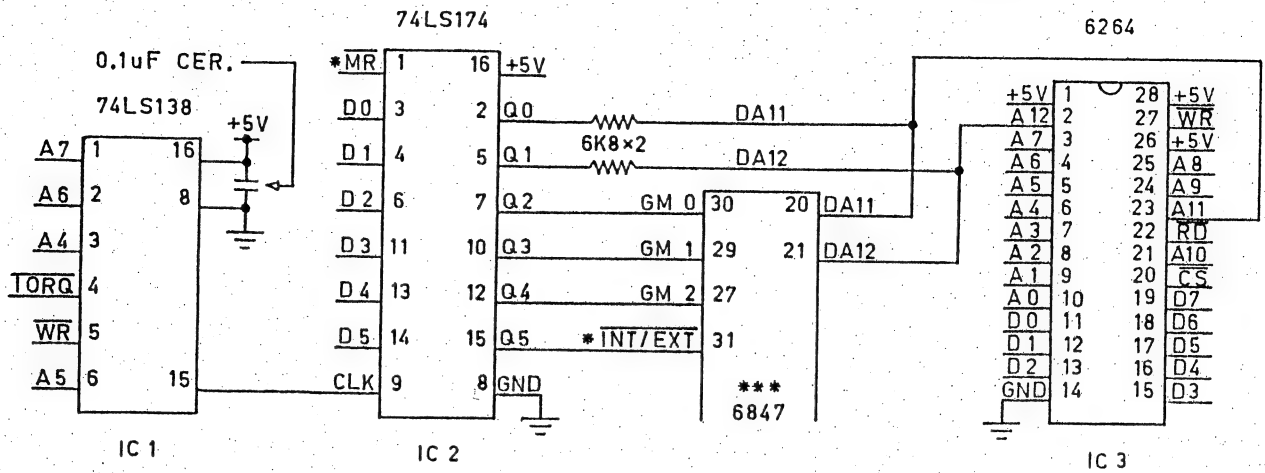 74LS174
6264
0.1uF CER.
74LS138
+5V
A7 1 16
A6 2 8
A4 3
IORQ 4
WR 5
A5 6 15
IC 1
*MR 1 16 +5V
D0 3 2 Q0
D1 4 5 Q1
D2 6 7 Q2
D3 11 10 Q3
D4 13 12 Q4
D5 14 15 Q5
CLK 9 8 GND
IC 2
DA11
6K8×2
DA12
GM 0 30 20 DA11
GM 1 29 21 DA12
GM 2 27
*INT/EXT 31
***
6847
+5V 1 28 +5V
A12 2 27 WR
A7 3 26 +5V
A6 4 25 A8
A5 5 24 A9
A4 6 23 A11
A3 7 22 RD
A2 8 21 A10
A1 9 20 CS
A0 10 19 D7
D0 11 18 D6
D1 12 17 D5
D2 13 16 D4
GND 14 15 D3
IC 3